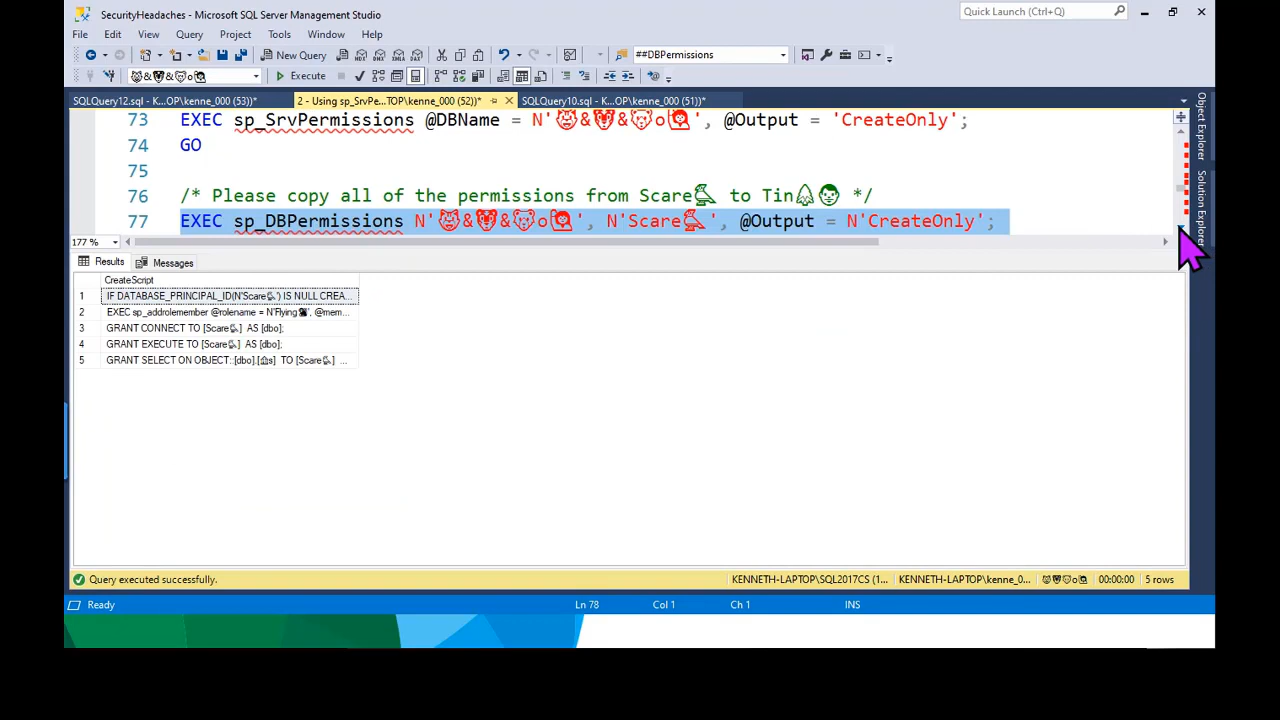 SecurityHeadaches - Microsoft SQL Server Management Studio
Quick Launch (Ctrl+Q)
File Edit View Query Project Tools Window Help
New Query
MDX DMX XMLA DAX
##DBPermissions
😈&🦁&🐻o🙋
Execute
SQLQuery12.sql - K...OP\kenne_000 (53))*
2 - Using sp_SrvPe...TOP\kenne_000 (52))*
SQLQuery10.sql - K...OP\kenne_000 (51))*
Object Explorer
Solution Explorer
73 EXEC sp_SrvPermissions @DBName = N'🐯&🦁&🐻o🙋', @Output = 'CreateOnly';
74 GO
75
76 /* Please copy all of the permissions from Scare🐦 to Tin🌲👨 */
77 EXEC sp_DBPermissions N'🐯&🦁&🐻o🙋', N'Scare🐦', @Output = N'CreateOnly';
177 %
Results Messages
CreateScript
1 IF DATABASE_PRINCIPAL_ID(N'Scare🐦') IS NULL CREA...
2 EXEC sp_addrolemember @rolename = N'Flying🐒', @mem...
3 GRANT CONNECT TO [Scare🐦] AS [dbo];
4 GRANT EXECUTE TO [Scare🐦] AS [dbo];
5 GRANT SELECT ON OBJECT::[dbo].[🏦s] TO [Scare🐦] ...
Query executed successfully.
KENNETH-LAPTOP\SQL2017CS (1...
KENNETH-LAPTOP\kenne_0...
🐯🦁🐻o🙋
00:00:00
5 rows
Ready
Ln 78
Col 1
Ch 1
INS